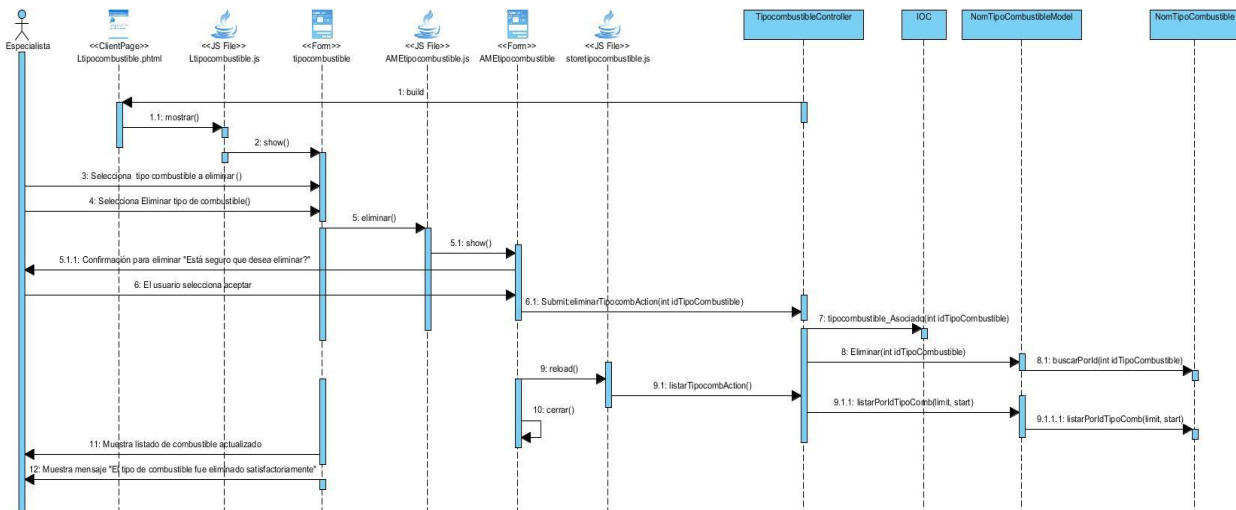 TipocombustibleController
IOC
NomTipoCombustibleModel
NomTipoCombustible
Especialista
<<ClientPage>>
Ltipocombustible.phtml
<<JS File>>
Ltipocombustible.js
<<Form>>
tipocombustible
<<JS File>>
AMEtipocombustible.js
<<Form>>
AMEtipocombustible
<<JS File>>
storetipocombustible.js
1: build
1.1: mostrar()
2: show()
3: Selecciona tipo combustible a eliminar ()
4: Selecciona Eliminar tipo de combustible()
5: eliminar()
5.1: show()
5.1.1: Confirmación para eliminar "Está seguro que desea eliminar?"
6: El usuario selecciona aceptar
6.1: Submit:eliminarTipocombAction(int idTipoCombustible)
7: tipocombustible_Asociado(int idTipoCombustible)
8: Eliminar(int idTipoCombustible)
8.1: buscarPorId(int idTipoCombustible)
9: reload()
9.1: listarTipocombAction()
9.1.1: listarPorIdTipoComb(limit, start)
10: cerrar()
9.1.1.1: listarPorIdTipoComb(limit, start)
11: Muestra listado de combustible actualizado
12: Muestra mensaje "El tipo de combustible fue eliminado satisfactoriamente"